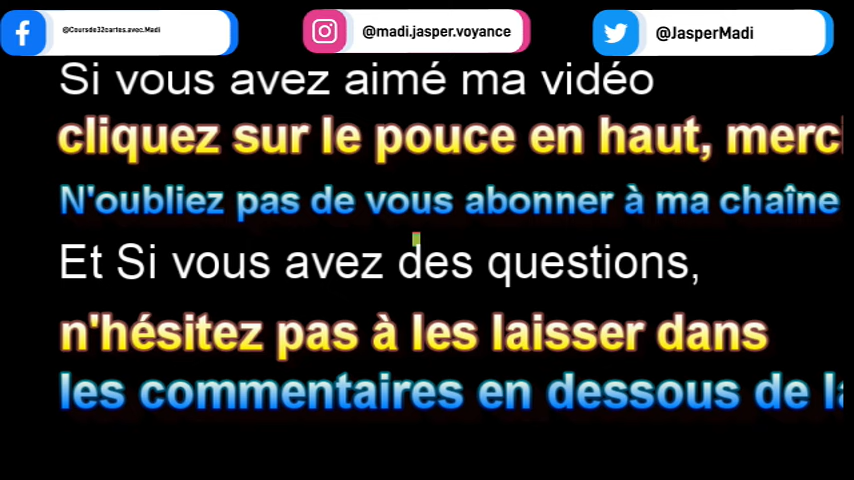 @Coursde32cartes.avec.Madi
@madi.jasper.voyance
@JasperMadi
Si vous avez aimé ma vidéo
cliquez sur le pouce en haut, merci
N'oubliez pas de vous abonner à ma chaîne
Et Si vous avez des questions,
n'hésitez pas à les laisser dans
les commentaires en dessous de la